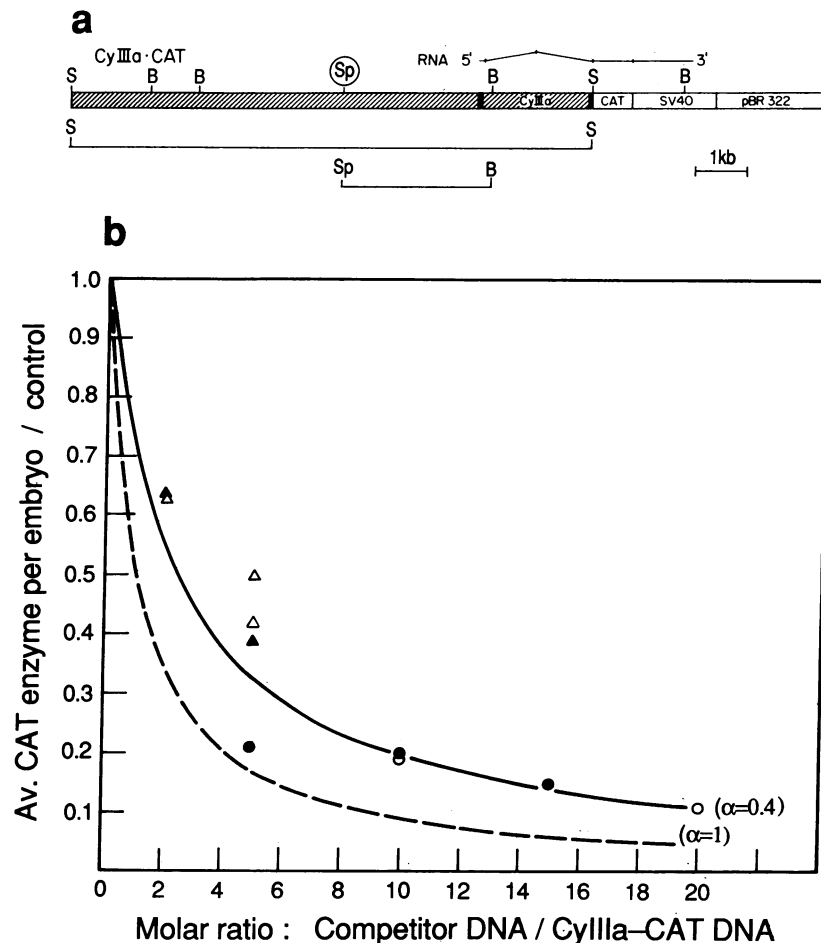 a
CyIIIa·CAT
RNA 5' 3'
S B B Sp B S B
CyIIIa CAT SV40 pBR 322
S S
1kb
Sp B
b
1.0
0.9
0.8
0.7
0.6
0.5
0.4
0.3
0.2
0.1
Av. CAT enzyme per embryo / control
(α=0.4)
(α=1)
0 2 4 6 8 10 12 14 16 18 20
Molar ratio : Competitor DNA / CyIIIa–CAT DNA